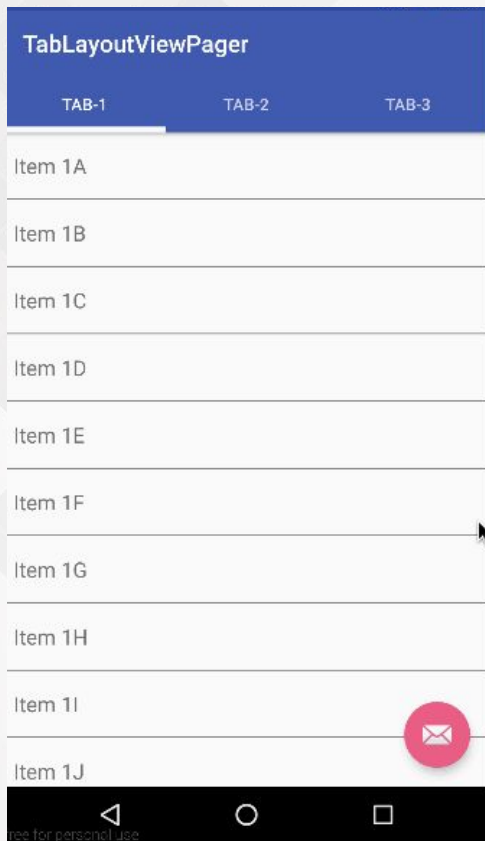 TabLayoutViewPager
TAB-1 TAB-2 TAB-3
Item 1A
Item 1B
Item 1C
Item 1D
Item 1E
Item 1F
Item 1G
Item 1H
Item 1I
Item 1J
free for personal use